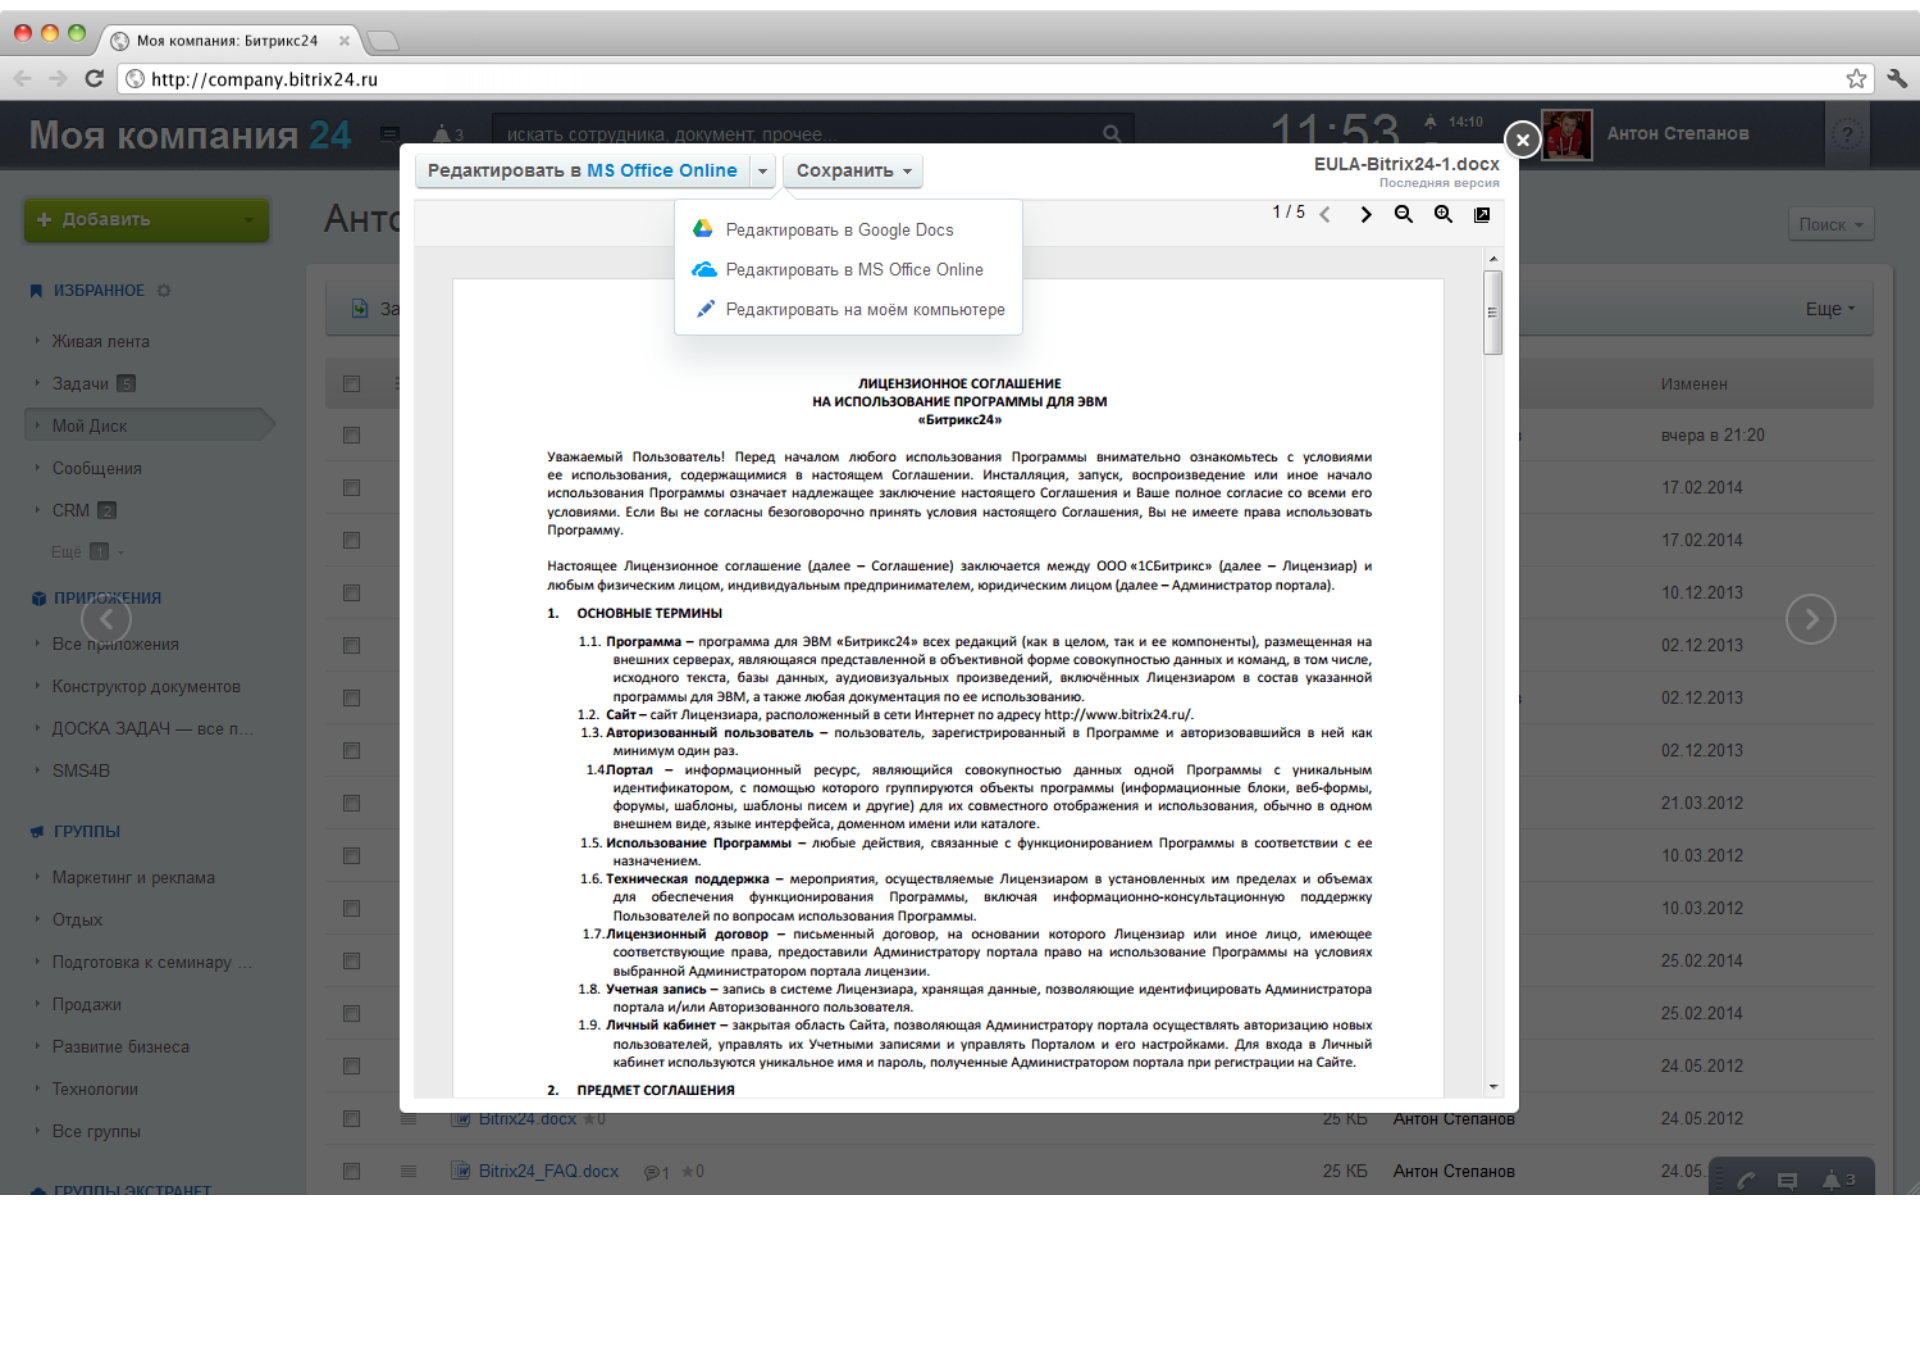 Моя компания: Битрикс24
http://company.bitrix24.ru
Моя компания 24
3
искать сотрудника, документ, прочее...
11:53
14:10
Антон Степанов
?
Добавить
Поиск
ИЗБРАННОЕ
Живая лента
Задачи 5
Мой Диск
Сообщения
CRM 2
Ещё 1
ПРИЛОЖЕНИЯ
Все приложения
Конструктор документов
ДОСКА ЗАДАЧ — все п...
SMS4B
ГРУППЫ
Маркетинг и реклама
Отдых
Подготовка к семинару ...
Продажи
Развитие бизнеса
Технологии
Все группы
ГРУППЫ ЭКСТРАНЕТ
Редактировать в MS Office Online
Сохранить
EULA-Bitrix24-1.docx
Последняя версия
1 / 5
Редактировать в Google Docs
Редактировать в MS Office Online
Редактировать на моём компьютере
ЛИЦЕНЗИОННОЕ СОГЛАШЕНИЕ
НА ИСПОЛЬЗОВАНИЕ ПРОГРАММЫ ДЛЯ ЭВМ
«Битрикс24»
Уважаемый Пользователь! Перед началом любого использования Программы внимательно ознакомьтесь с условиями
ее использования, содержащимися в настоящем Соглашении. Инсталляция, запуск, воспроизведение или иное начало
использования Программы означает надлежащее заключение настоящего Соглашения и Ваше полное согласие со всеми его
условиями. Если Вы не согласны безоговорочно принять условия настоящего Соглашения, Вы не имеете права использовать
Программу.
Настоящее Лицензионное соглашение (далее – Соглашение) заключается между ООО «1СБитрикс» (далее – Лицензиар) и
любым физическим лицом, индивидуальным предпринимателем, юридическим лицом (далее – Администратор портала).
1. ОСНОВНЫЕ ТЕРМИНЫ
1.1. Программа – программа для ЭВМ «Битрикс24» всех редакций (как в целом, так и ее компоненты), размещенная на
внешних серверах, являющаяся представленной в объективной форме совокупностью данных и команд, в том числе,
исходного текста, базы данных, аудиовизуальных произведений, включённых Лицензиаром в состав указанной
программы для ЭВМ, а также любая документация по ее использованию.
1.2. Сайт – сайт Лицензиара, расположенный в сети Интернет по адресу http://www.bitrix24.ru/.
1.3. Авторизованный пользователь – пользователь, зарегистрированный в Программе и авторизовавшийся в ней как
минимум один раз.
1.4Портал – информационный ресурс, являющийся совокупностью данных одной Программы с уникальным
идентификатором, с помощью которого группируются объекты программы (информационные блоки, веб-формы,
форумы, шаблоны, шаблоны писем и другие) для их совместного отображения и использования, обычно в одном
внешнем виде, языке интерфейса, доменном имени или каталоге.
1.5. Использование Программы – любые действия, связанные с функционированием Программы в соответствии с ее
назначением.
1.6. Техническая поддержка – мероприятия, осуществляемые Лицензиаром в установленных им пределах и объемах
для обеспечения функционирования Программы, включая информационно-консультационную поддержку
Пользователей по вопросам использования Программы.
1.7.Лицензионный договор – письменный договор, на основании которого Лицензиар или иное лицо, имеющее
соответствующие права, предоставили Администратору портала право на использование Программы на условиях
выбранной Администратором портала лицензии.
1.8. Учетная запись – запись в системе Лицензиара, хранящая данные, позволяющие идентифицировать Администратора
портала и/или Авторизованного пользователя.
1.9. Личный кабинет – закрытая область Сайта, позволяющая Администратору портала осуществлять авторизацию новых
пользователей, управлять их Учетными записями и управлять Порталом и его настройками. Для входа в Личный
кабинет используются уникальное имя и пароль, полученные Администратором портала при регистрации на Сайте.
2. ПРЕДМЕТ СОГЛАШЕНИЯ
Еще
Изменен
вчера в 21:20
17.02.2014
17.02.2014
10.12.2013
02.12.2013
02.12.2013
02.12.2013
21.03.2012
10.03.2012
10.03.2012
25.02.2014
25.02.2014
24.05.2012
Bitrix24.docx 0 25 КБ Антон Степанов 24.05.2012
Bitrix24_FAQ.docx 1 0 25 КБ Антон Степанов 24.05.
3